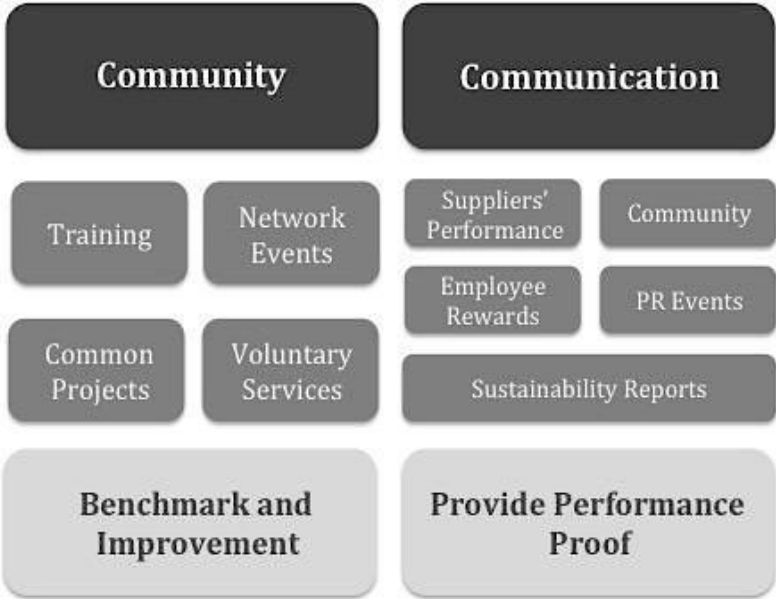 Community
Training
Network
Events
Common
Projects
Voluntary
Services
Benchmark and
Improvement
Communication
Suppliers'
Performance
Community
Employee
Rewards
PR Events
Sustainability Reports
Provide Performance
Proof